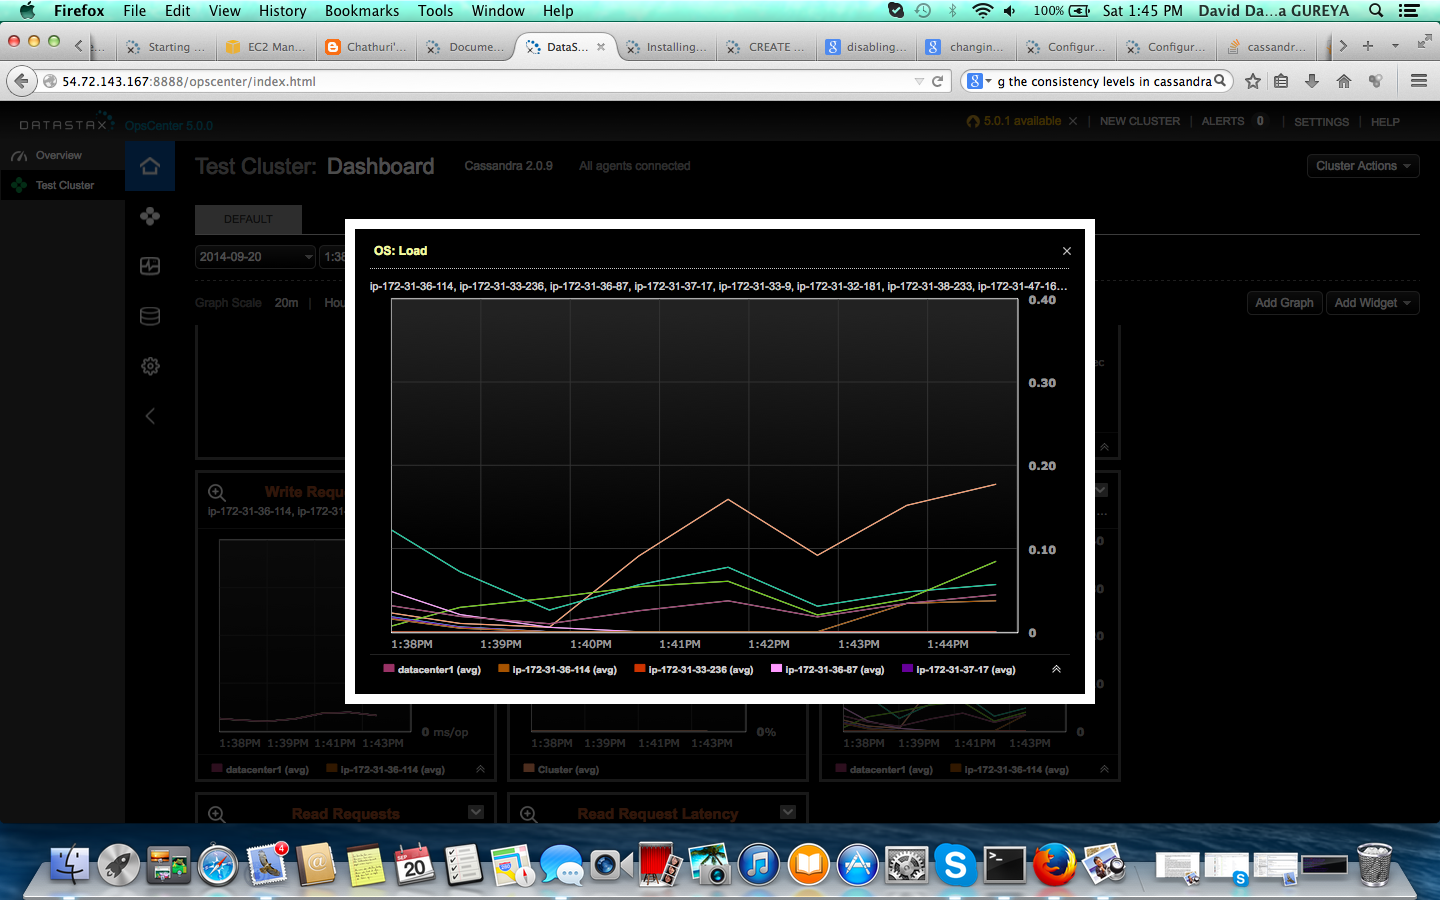 Firefox File Edit View History Bookmarks Tools Window Help 100% Sat 1:45 PM David Da...a GUREYA
e... Starting ... EC2 Man... Chathuri'... Docume... DataS... Installing... CREATE ... disabling... changin... Configur... Configur... cassandr...
54.72.143.167:8888/opscenter/index.html g the consistency levels in cassandra
DATASTAX OpsCenter 5.0.0 5.0.1 available × | NEW CLUSTER | ALERTS 0 | SETTINGS | HELP
Overview
Test Cluster
Test Cluster: Dashboard Cassandra 2.0.9 All agents connected Cluster Actions
DEFAULT
2014-09-20 1:38
Graph Scale 20m | Hou
Add Graph Add Widget
OS: Load
ip-172-31-36-114, ip-172-31-33-236, ip-172-31-36-87, ip-172-31-37-17, ip-172-31-33-9, ip-172-31-32-181, ip-172-31-38-233, ip-172-31-47-16...
0.40
0.30
0.20
0.10
0
1:38PM 1:39PM 1:40PM 1:41PM 1:42PM 1:43PM 1:44PM
datacenter1 (avg) ip-172-31-36-114 (avg) ip-172-31-33-236 (avg) ip-172-31-36-87 (avg) ip-172-31-37-17 (avg)
ec
Write Requ
ip-172-31-36-114, ip-172-31
0 ms/op
1:38PM 1:39PM 1:41PM 1:43PM
datacenter1 (avg) ip-172-31-36-114 (avg)
0%
1:38PM 1:39PM 1:41PM 1:43PM
Cluster (avg)
0
1:38PM 1:39PM 1:41PM 1:43PM
datacenter1 (avg) ip-172-31-36-114 (avg)
Read Requests
Read Request Latency
4
SEP
20